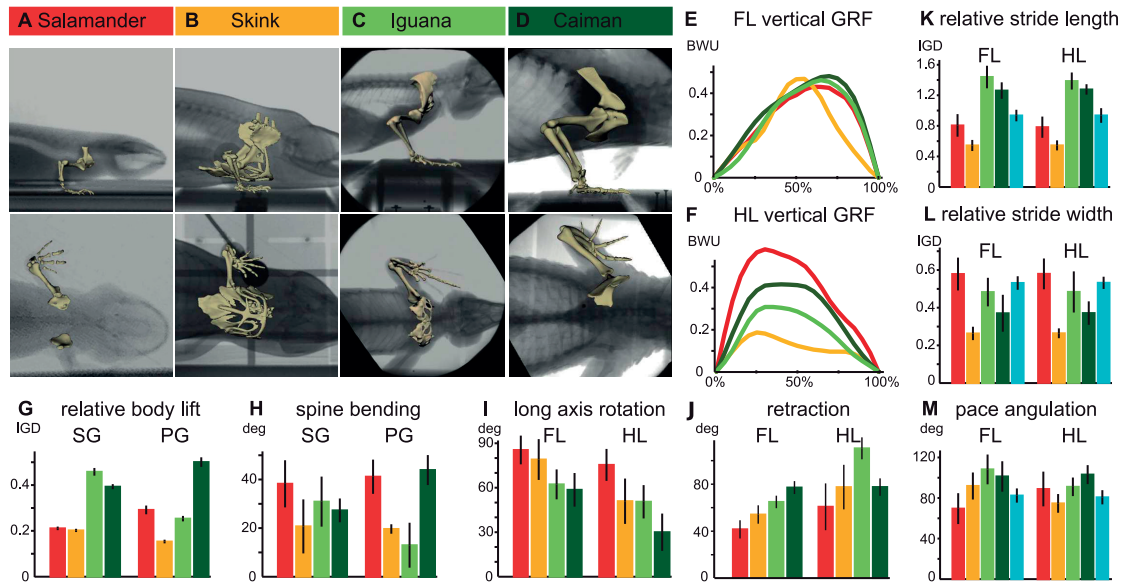 A Salamander
B Skink
C Iguana
D Caiman
E FL vertical GRF
BWU
0.4
0.2
0
0%
50%
100%
F HL vertical GRF
BWU
0.6
0.4
0.2
0
0%
50%
100%
K relative stride length
IGD
FL
HL
1.6
1.2
0.8
0.4
0
L relative stride width
IGD
FL
HL
0.6
0.4
0.2
0
G relative body lift
IGD
SG
PG
0.4
0.2
0
H spine bending
deg
SG
PG
40
20
0
I long axis rotation
deg
FL
HL
90
60
30
0
J retraction
deg
FL
HL
80
40
0
M pace angulation
deg
FL
HL
120
80
40
0